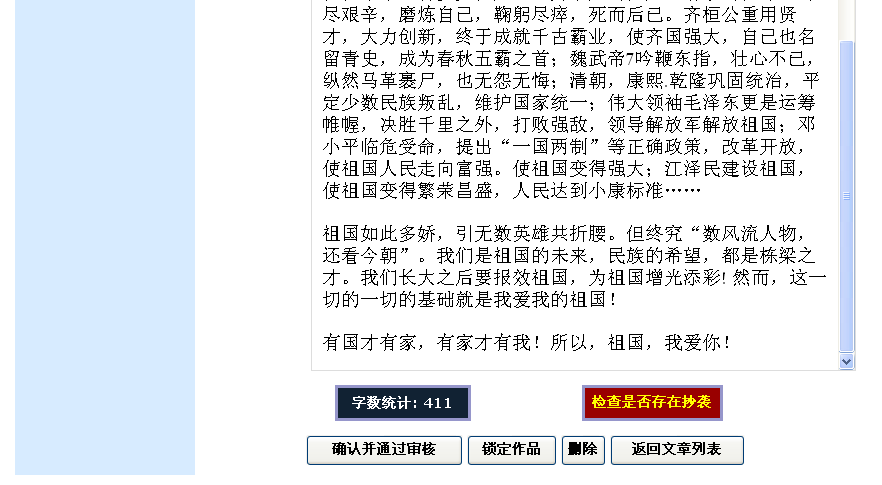 尽艰辛，磨炼自己，鞠躬尽瘁，死而后己。齐桓公重用贤
才，大力创新，终于成就千古霸业，使齐国强大，自己也名
留青史，成为春秋五霸之首；魏武帝?吟鞭东指，壮心不已，
纵然马革裹尸，也无怨无悔；清朝，康熙.乾隆巩固统治，平
定少数民族叛乱，维护国家统一；伟大领袖毛泽东更是运筹
帷幄，决胜千里之外，打败强敌，领导解放军解放祖国；邓
小平临危受命，提出“一国两制”等正确政策，改革开放，
使祖国人民走向富强。使祖国变得强大；江泽民建设祖国，
使祖国变得繁荣昌盛，人民达到小康标准……
祖国如此多娇，引无数英雄共折腰。但终究“数风流人物，
还看今朝”。我们是祖国的未来，民族的希望，都是栋梁之
才。我们长大之后要报效祖国，为祖国增光添彩! 然而，这一
切的一切的基础就是我爱我的祖国！
有国才有家，有家才有我！所以，祖国，我爱你！
字数统计: 411
检查是否存在抄袭
确认并通过审核
锁定作品
删除
返回文章列表